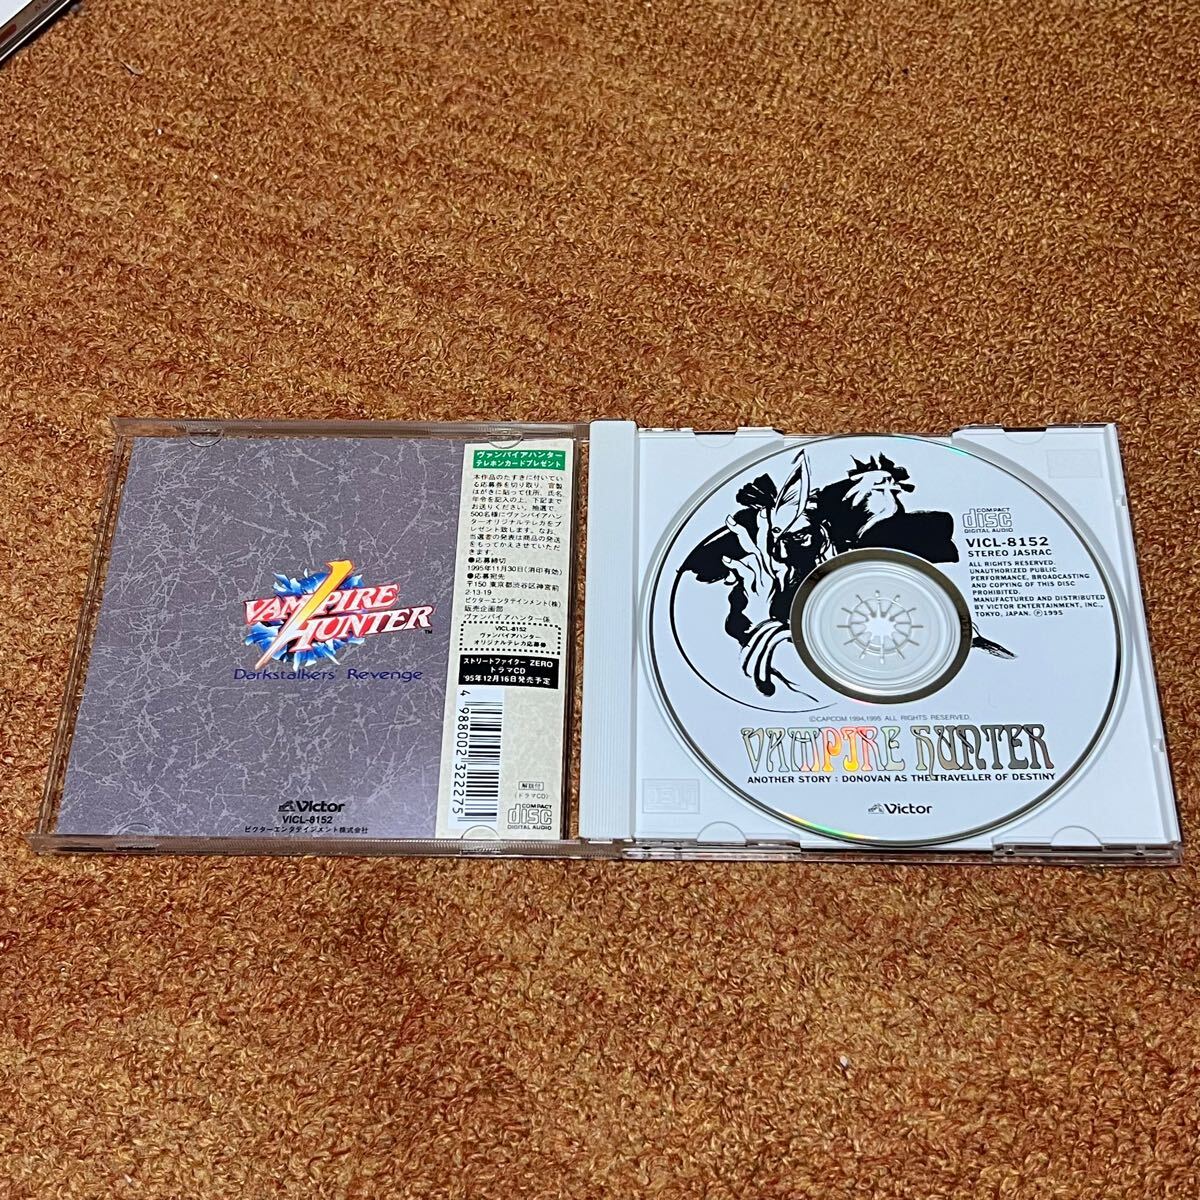 VAMPIRE
HUNTER
TM
Darkstalkers' Revenge
Victor
VICL-8152
ビクターエンタテインメント株式会社
ヴァンパイアハンター
テレホンカードプレゼント
本作品のたすきに付いてい
る応募券を切り取り、官製
はがきに貼って住所、氏名、
年令を記入の上、下記まで
お送りください。抽選で、
500名様にヴァンパイアハン
ターオリジナルテレカをプ
レゼント致します。なお、
当選者の発表は商品の発送
をもってかえさせていただ
きます。
●応募締切
1995年11月30日(消印有効)
●応募宛先
〒150 東京都渋谷区神宮前
2-13-19
ビクターエンタテインメント(株)
販売企画部
ヴァンパイアハンター係
VICL-8152
ヴァンパイアハンター
オリジナルテレカ応募券
ストリートファイター ZERO
ドラマCD
'95年12月16日発売予定
4 988002 322275
解説付
(ドラマCD)
COMPACT
disc
DIGITAL AUDIO
COMPACT
disc
DIGITAL AUDIO
VICL-8152
STEREO JASRAC
ALL RIGHTS RESERVED.
UNAUTHORIZED PUBLIC
PERFORMANCE, BROADCASTING
AND COPYING OF THIS DISC
PROHIBITED.
MANUFACTURED AND DISTRIBUTED
BY VICTOR ENTERTAINMENT, INC.,
TOKYO, JAPAN. Ⓟ1995
©CAPCOM 1994,1995 ALL RIGHTS RESERVED.
VAMPIRE HUNTER
ANOTHER STORY : DONOVAN AS THE TRAVELLER OF DESTINY
Victor